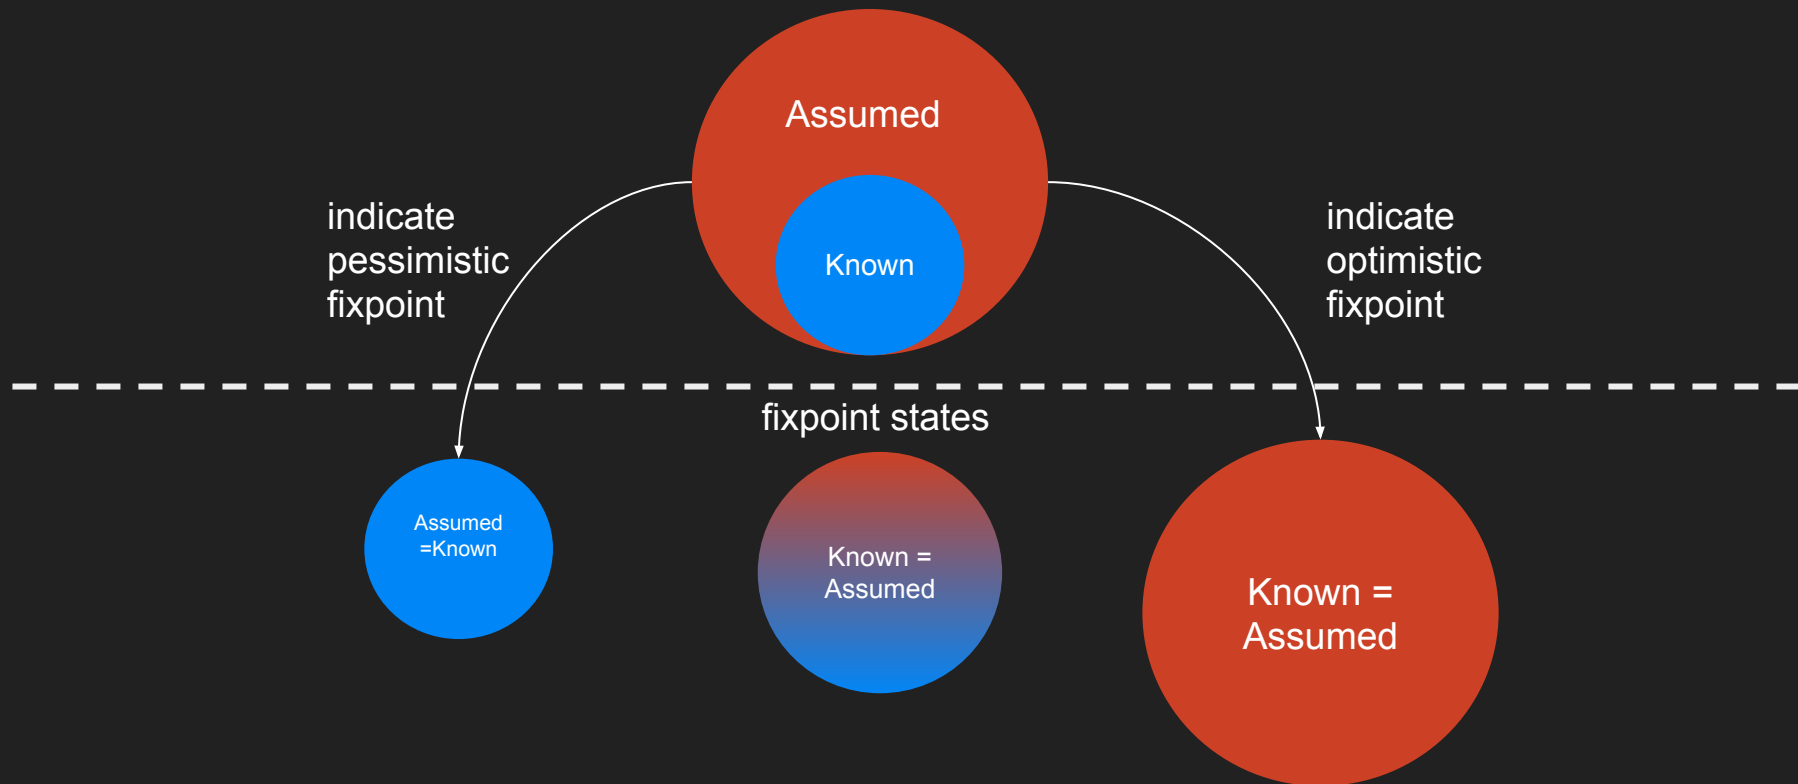 Assumed
Known
indicate
pessimistic
fixpoint
indicate
optimistic
fixpoint
fixpoint states
Assumed
=Known
Known =
Assumed
Known =
Assumed